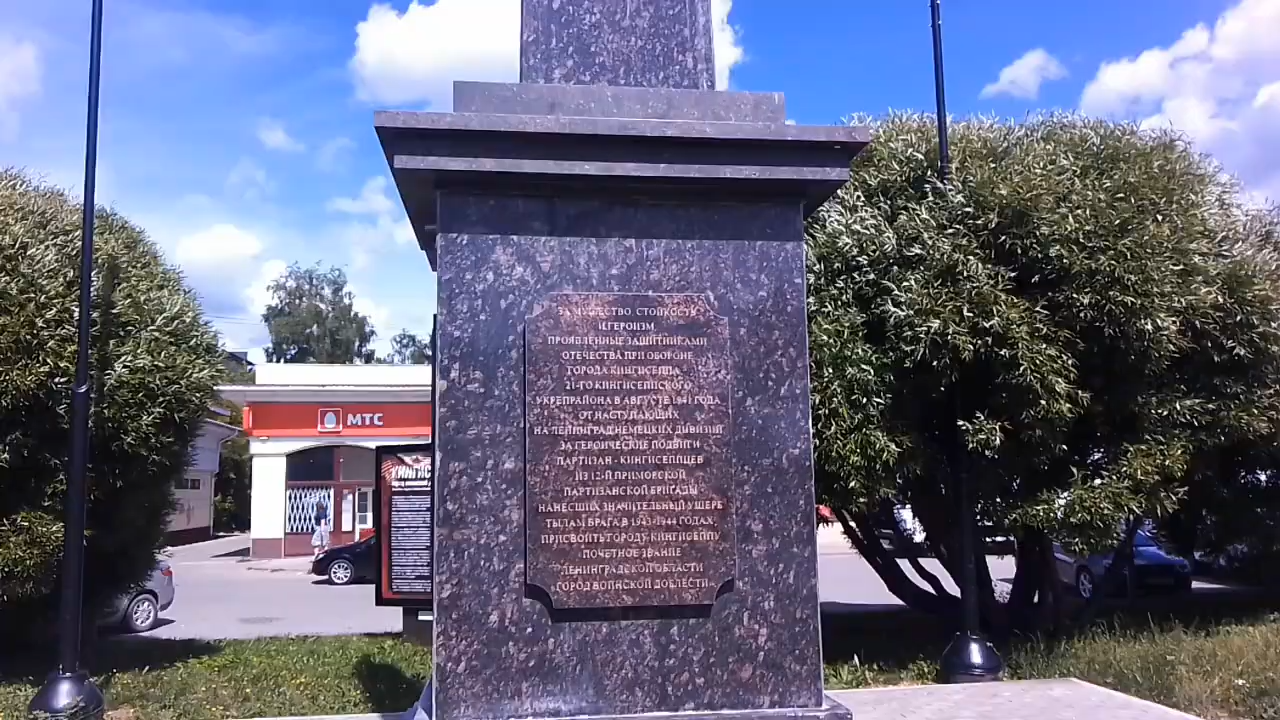 МТС
КИНГИС
ЗА МУЖЕСТВО, СТОЙКОСТЬ
И ГЕРОИЗМ,
ПРОЯВЛЕННЫЕ ЗАЩИТНИКАМИ
ОТЕЧЕСТВА ПРИ ОБОРОНЕ
ГОРОДА КИНГИСЕППА
21-ГО КИНГИСЕППСКОГО
УКРЕПРАЙОНА В АВГУСТЕ 1941 ГОДА
ОТ НАСТУПАЮЩИХ
НА ЛЕНИНГРАД НЕМЕЦКИХ ДИВИЗИЙ
ЗА ГЕРОИЧЕСКИЕ ПОДВИГИ
ПАРТИЗАН - КИНГИСЕППЦЕВ
ИЗ 12-Й ПРИМОРСКОЙ
ПАРТИЗАНСКОЙ БРИГАДЫ
НАНЕСШИХ ЗНАЧИТЕЛЬНЫЙ УЩЕРБ
ТЫЛАМ ВРАГА В 1943-1944 ГОДАХ,
ПРИСВОИТЬ ГОРОДУ КИНГИСЕППУ
ПОЧЕТНОЕ ЗВАНИЕ
ЛЕНИНГРАДСКОЙ ОБЛАСТИ
ГОРОД ВОИНСКОЙ ДОБЛЕСТИ